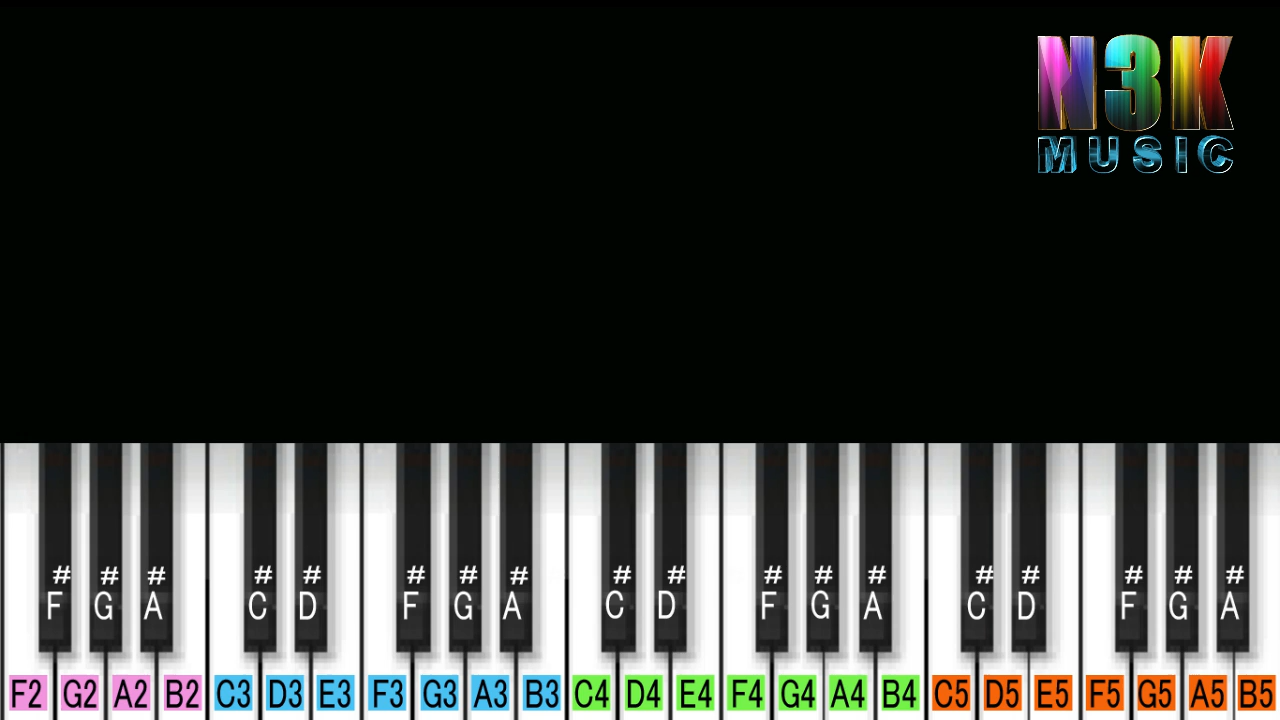 N3K
MUSIC
# # # # # # # # # # # # # # # # # #
F G A C D F G A C D F G A C D F G A
F2 G2 A2 B2 C3 D3 E3 F3 G3 A3 B3 C4 D4 E4 F4 G4 A4 B4 C5 D5 E5 F5 G5 A5 B5